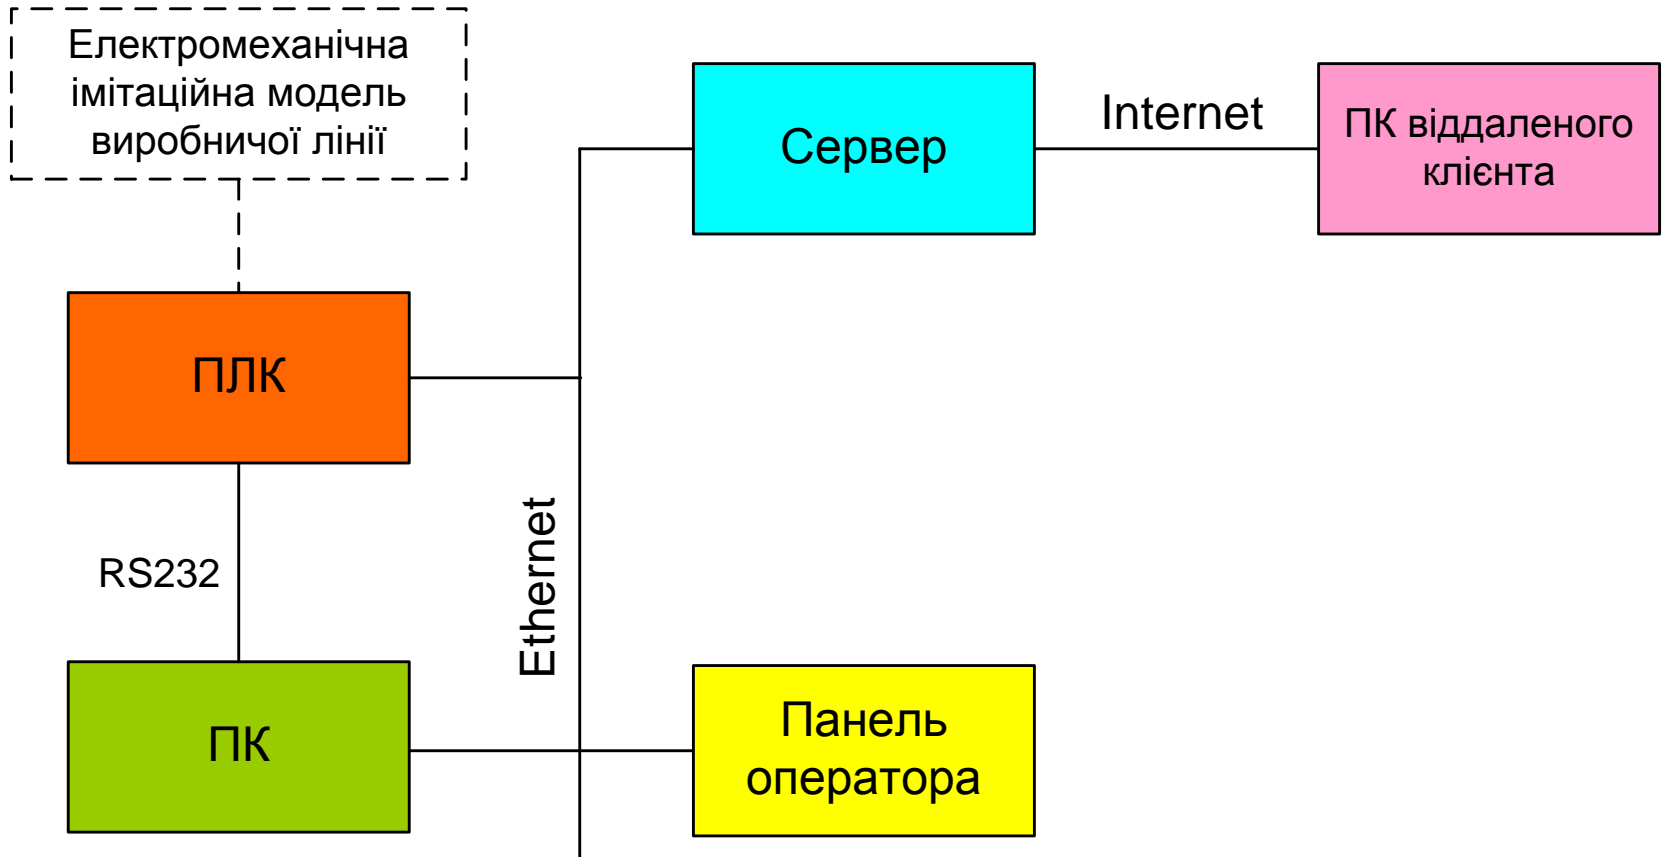 Електромеханічна
імітаційна модель
виробничої лінії
Сервер
Internet
ПК віддаленого
клієнта
ПЛК
RS232
Ethernet
ПК
Панель
оператора